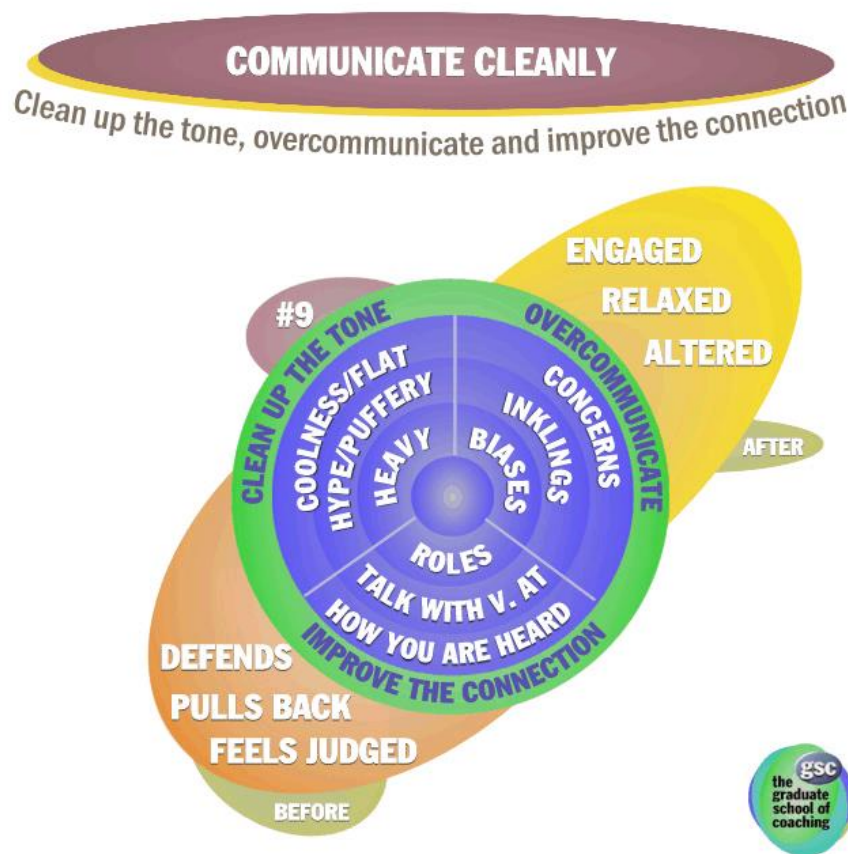 COMMUNICATE CLEANLY
Clean up the tone, overcommunicate and improve the connection
ENGAGED
RELAXED
ALTERED
AFTER
#9
CLEAN UP THE TONE
COOLNESS/FLAT
HYPE/PUFFERY
HEAVY
OVERCOMMUNICATE
CONCERNS
INKLINGS
BIASES
ROLES
TALK WITH V. AT
HOW YOU ARE HEARD
IMPROVE THE CONNECTION
DEFENDS
PULLS BACK
FEELS JUDGED
BEFORE
gsc
the
graduate
school of
coaching